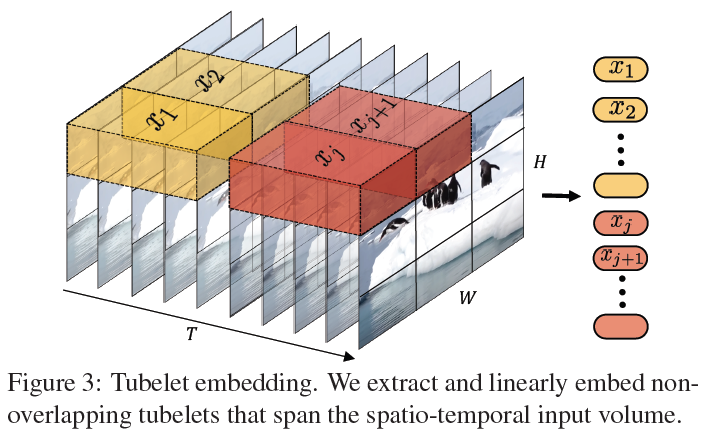 x₂
x₁
xⱼ₊₁
xⱼ
H
W
T
x₁
x₂
xⱼ
xⱼ₊₁
Figure 3: Tubelet embedding. We extract and linearly embed non-
overlapping tubelets that span the spatio-temporal input volume.